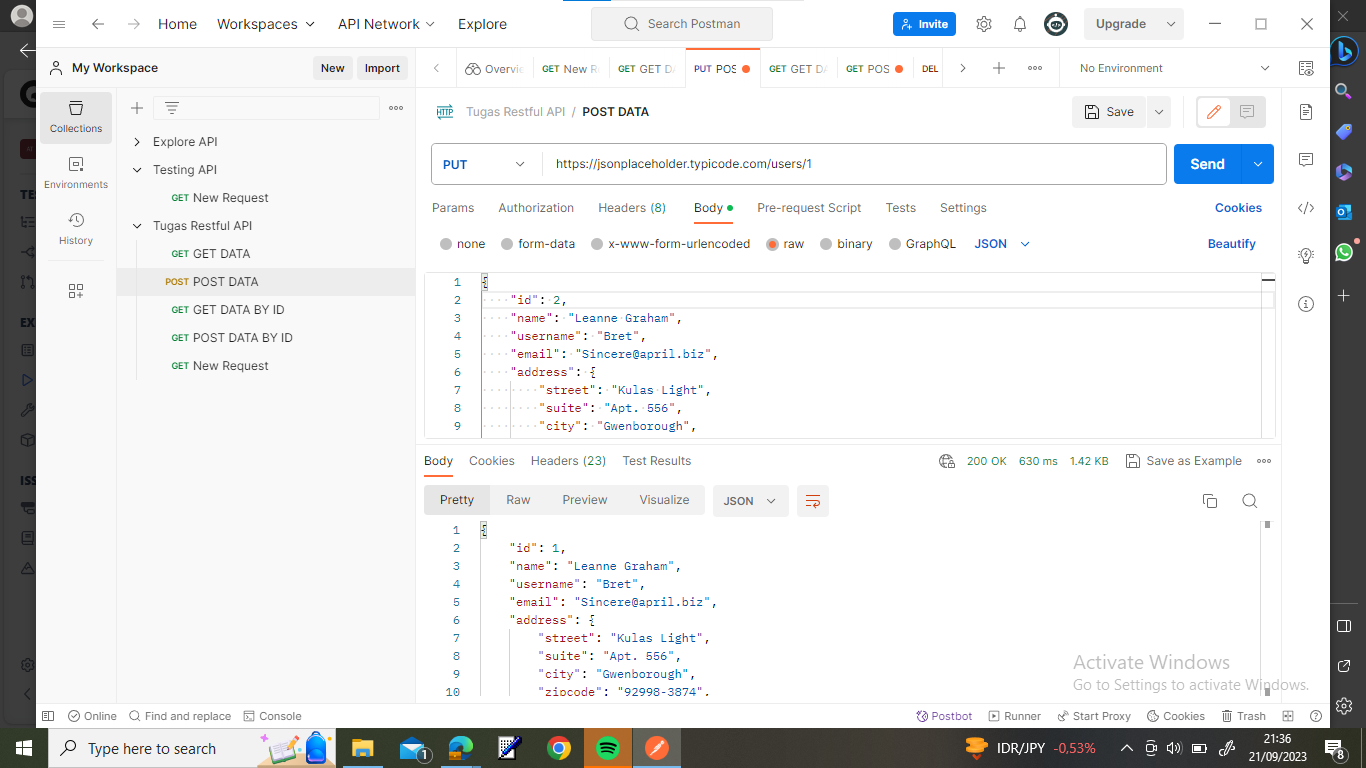 Home Workspaces API Network Explore Search Postman Invite Upgrade
My Workspace New Import Overvi GET New R GET GET D PUT POS GET GET D GET POS DEL No Environment
Collections
Environments
History
Explore API
Testing API
GET New Request
Tugas Restful API
GET GET DATA
POST POST DATA
GET GET DATA BY ID
GET POST DATA BY ID
GET New Request
HTTP Tugas Restful API / POST DATA Save
PUT https://jsonplaceholder.typicode.com/users/1 Send
Params Authorization Headers (8) Body Pre-request Script Tests Settings Cookies
none form-data x-www-form-urlencoded raw binary GraphQL JSON Beautify
1 {
2 "id": 2,
3 "name": "Leanne Graham",
4 "username": "Bret",
5 "email": "Sincere@april.biz",
6 "address": {
7 "street": "Kulas Light",
8 "suite": "Apt. 556",
9 "city": "Gwenborough",
Body Cookies Headers (23) Test Results 200 OK 630 ms 1.42 KB Save as Example
Pretty Raw Preview Visualize JSON
1 {
2 "id": 1,
3 "name": "Leanne Graham",
4 "username": "Bret",
5 "email": "Sincere@april.biz",
6 "address": {
7 "street": "Kulas Light",
8 "suite": "Apt. 556",
9 "city": "Gwenborough",
10 "zipcode": "92998-3874",
Activate Windows
Go to Settings to activate Windows.
Online Find and replace Console Postbot Runner Start Proxy Cookies Trash
Type here to search 1 IDR/JPY -0,53% 21:36
21/09/2023 8